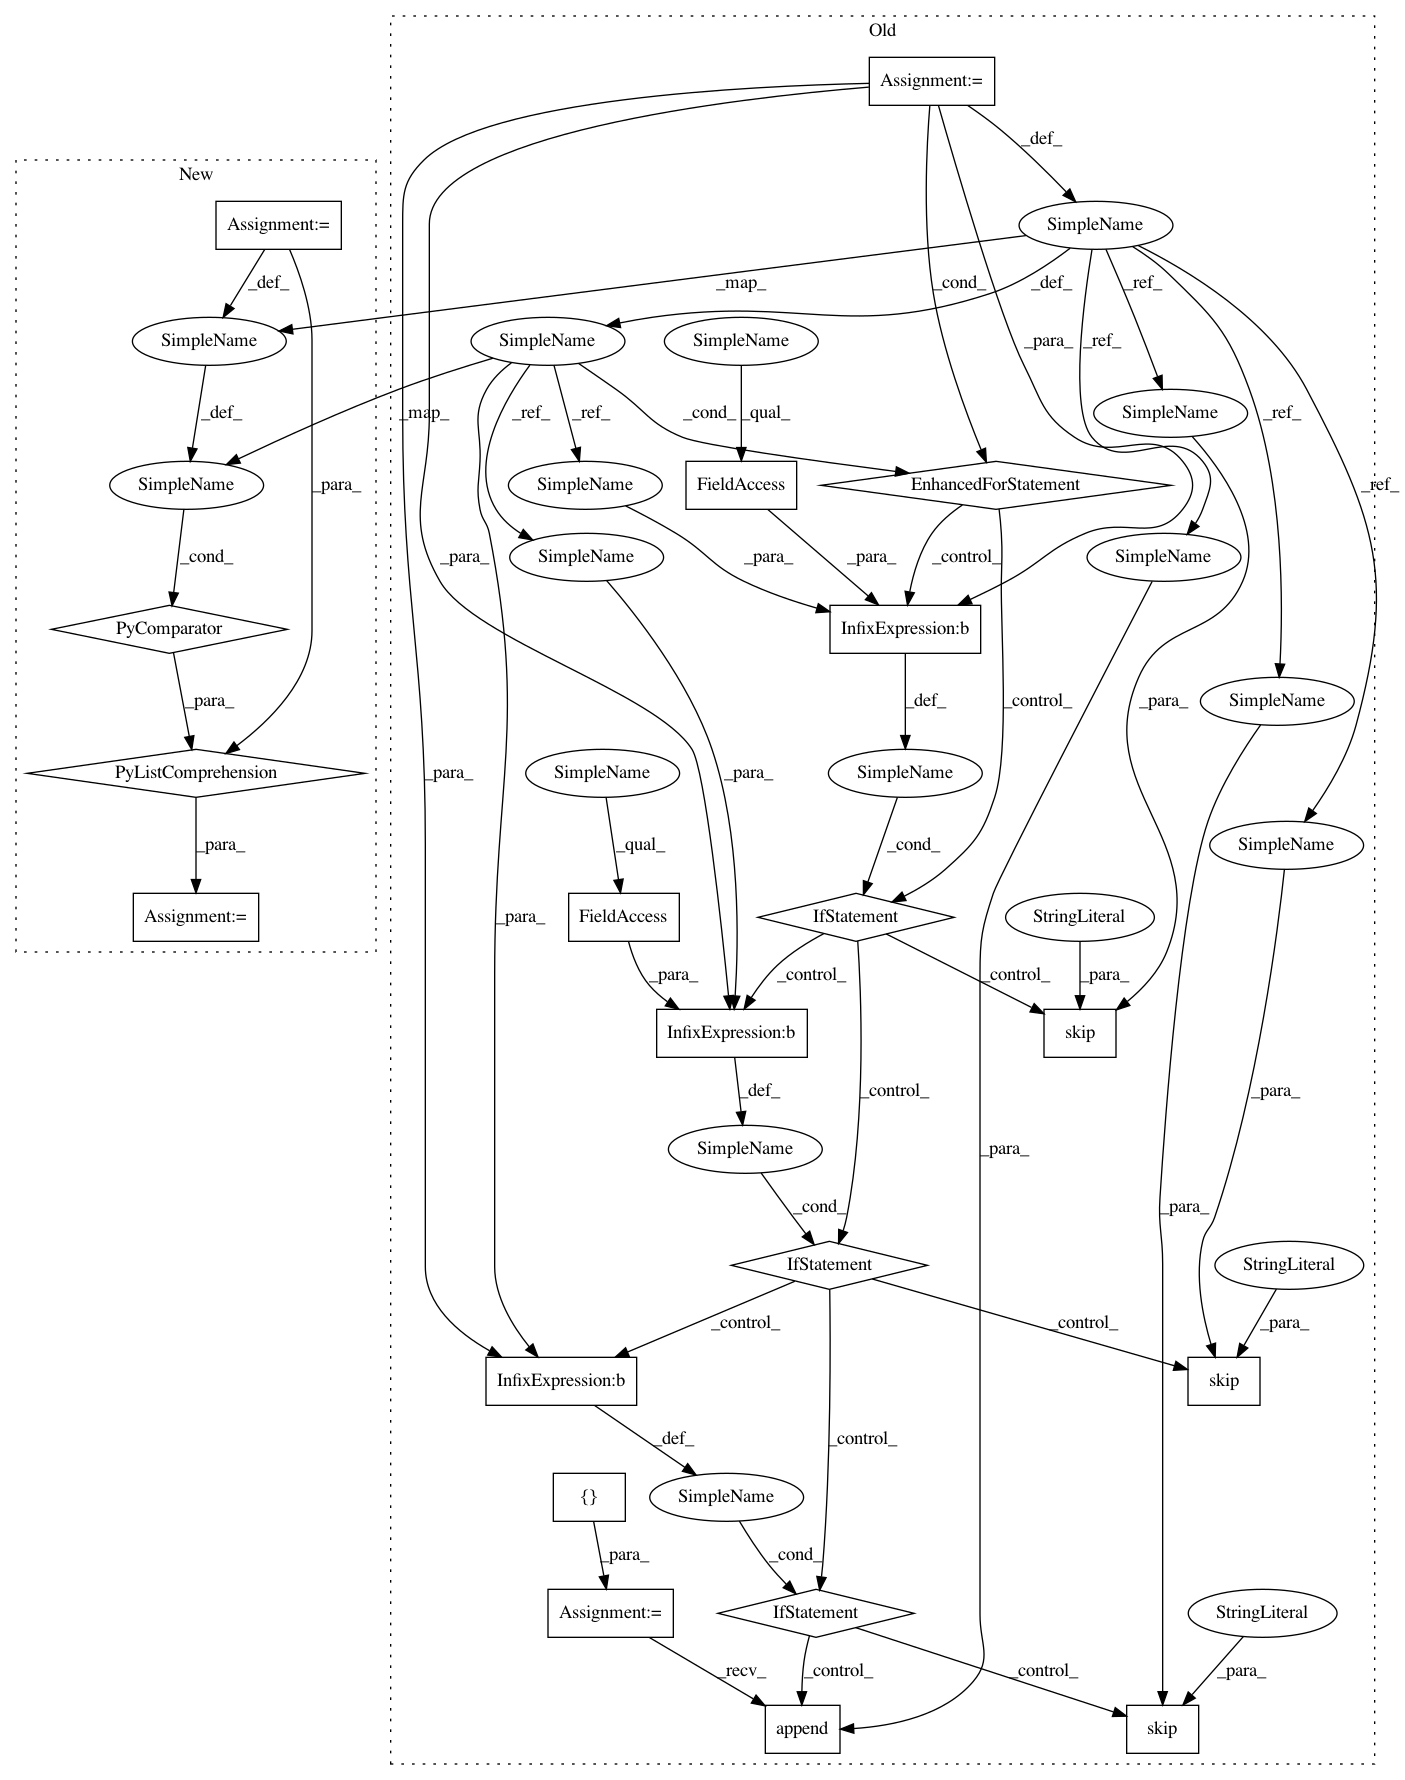 Old
Assignment:=
New
_def_
Assignment:=
SimpleName
_def_
_map_
_cond_
_def_
_ref_
SimpleName
SimpleName
SimpleName
_para_
_ref_
_def_
_map_
_ref_
_ref_
_cond_
_qual_
SimpleName
_ref_
SimpleName
_para_
SimpleName
FieldAccess
EnhancedForStatement
_ref_
_cond_
_para_
SimpleName
_para_
_para_
_control_
SimpleName
PyComparator
InfixExpression:b
_para_
_def_
_control_
_para_
SimpleName
PyListComprehension
_para_
SimpleName
_para_
SimpleName
_para_
_qual_
_cond_
SimpleName
Assignment:=
FieldAccess
_para_
IfStatement
StringLiteral
_para_
_control_
_control_
_para_
InfixExpression:b
skip
_def_
_control_
_para_
SimpleName
_para_
_cond_
_para_
IfStatement
StringLiteral
_control_
_control_
_para_
InfixExpression:b
skip
_def_
_control_
{}
SimpleName
_para_
_cond_
Assignment:=
IfStatement
StringLiteral
_recv_
_control_
_control_
_para_
append
skip